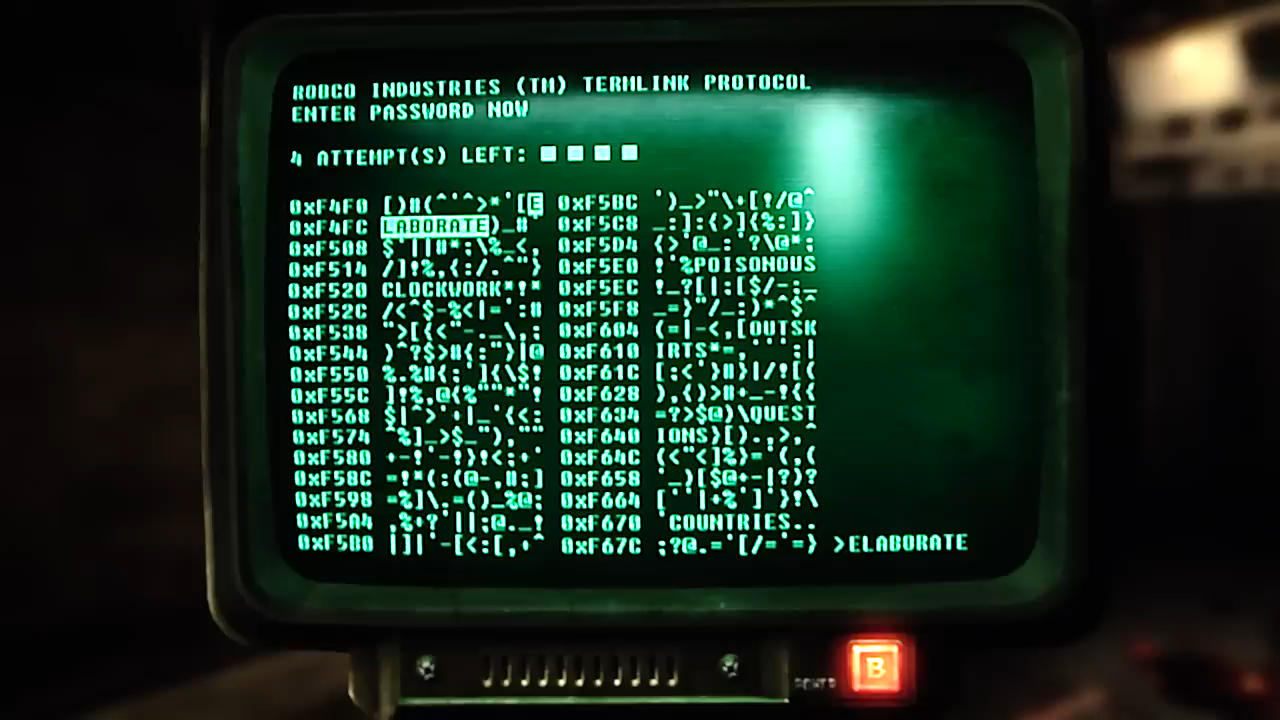 ROBCO INDUSTRIES (TM) TERMLINK PROTOCOL
ENTER PASSWORD NOW
4 ATTEMPT(S) LEFT:
0xF4F0 [)#(^'^>*'[E 0xF5BC ')_>"\+[!/@^
0xF4FC LABORATE)_#' 0xF5C8 _:]:{>]{%:]}
0xF508 $'||#*:\%_<, 0xF5D4 {>'@_:'?\@*;
0xF514 /]!%,{:/.^"} 0xF5E0 !'%POISONOUS
0xF520 CLOCKWORK*!* 0xF5EC !_?[|:[$/-:_
0xF52C /<^$-%<|=':# 0xF5F8 _=}"/_:)*^$^
0xF538 ">[{<"-._\,: 0xF604 (=|-<,[OUTSK
0xF544 )^?$>#{:"}|@ 0xF610 IRTS*=,''':|
0xF550 %.%#{:']{\$! 0xF61C [:<'}#}|/![(
0xF55C ]!%,@{%""*"! 0xF628 ),{)>#+_-!{{
0xF568 $|^>'+|_'{<: 0xF634 =?>$@)\QUEST
0xF574 ^%]_>$_"),"" 0xF640 IONS}[).,>,^
0xF580 +-!'-!}!<;+' 0xF64C (<"<]%}='(,(
0xF58C =!*(:(@-,#:] 0xF658 '_)[$@+-|?)?
0xF598 =%]\.=()_%@: 0xF664 [''|+%']'}!\
0xF5A4 ,%+?'||;@._! 0xF670 'COUNTRIES..
0xF5B0 |]|'-[<:[,+^ 0xF67C ;?@.='[/='=} >ELABORATE
POWER
B